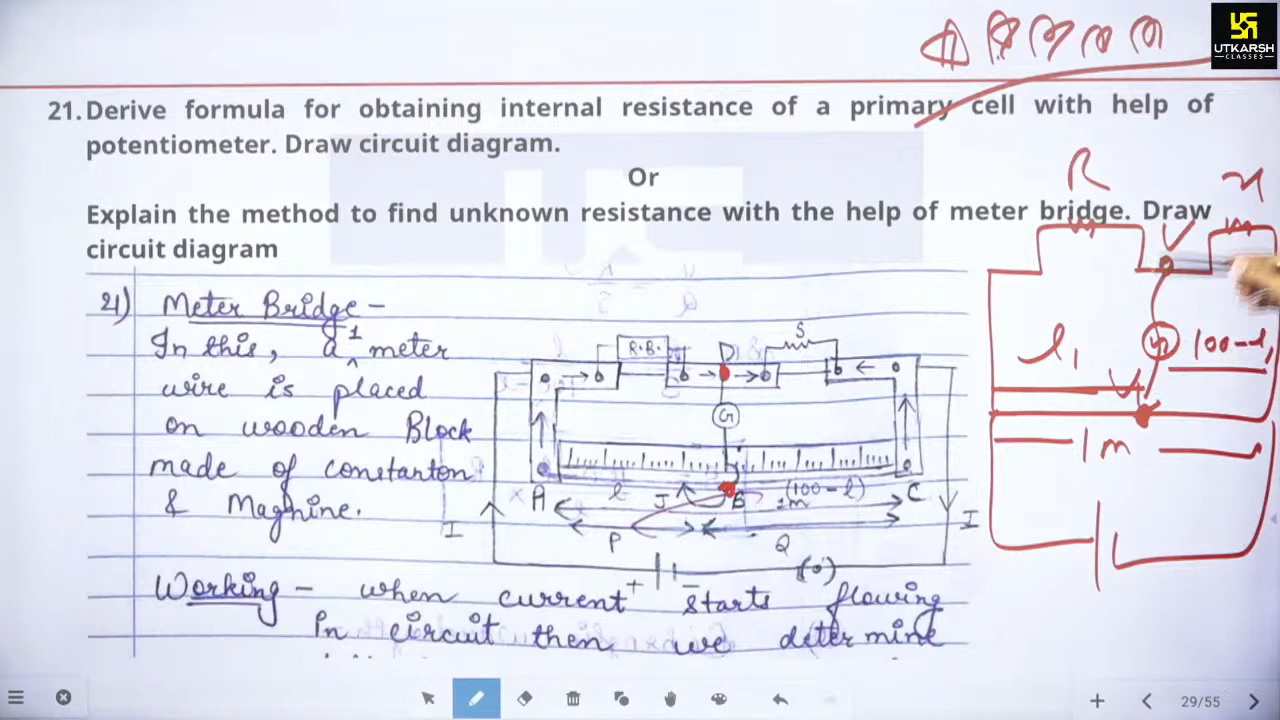 UTKARSH
CLASSES
21. Derive formula for obtaining internal resistance of a primary cell with help of
potentiometer. Draw circuit diagram.
Or
Explain the method to find unknown resistance with the help of meter bridge. Draw
circuit diagram
21) Meter Bridge -
In this, a 1 meter
wire is placed
on wooden Block
made of constanton
& Magnine.
R.B.
D
S
G
A
l
J
B
(100-l)
1m
C
P
Q
I
I
+
-
Working - when current starts flowing
in circuit then we determine
R
x
l₁
100-l₁
1m
29/55